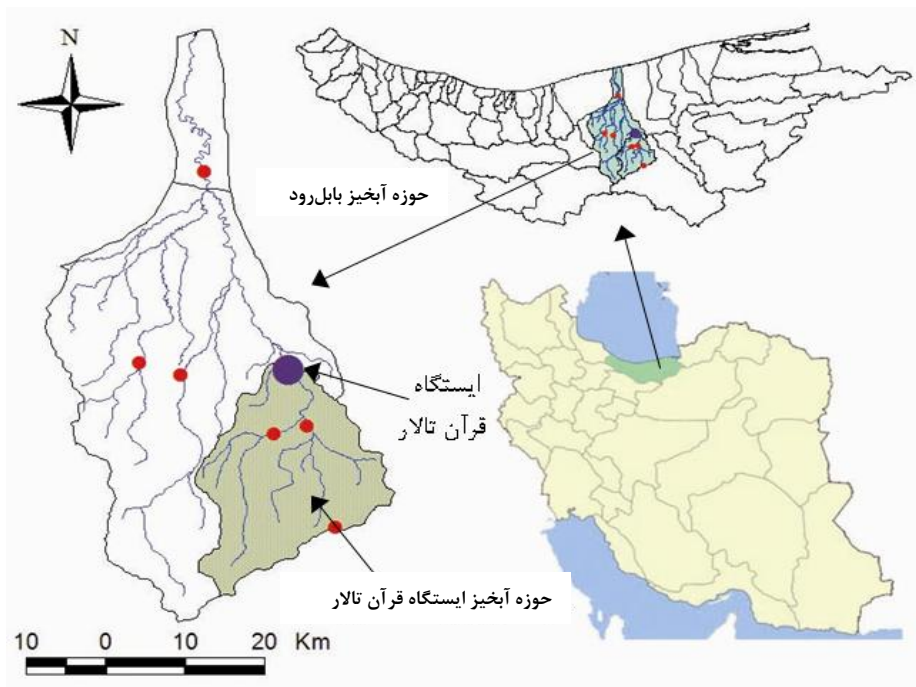 N
حوزه آبخیز بابل‌رود
ایستگاه
قرآن تالار
حوزه آبخیز ایستگاه قرآن تالار
10 0 10 20 Km